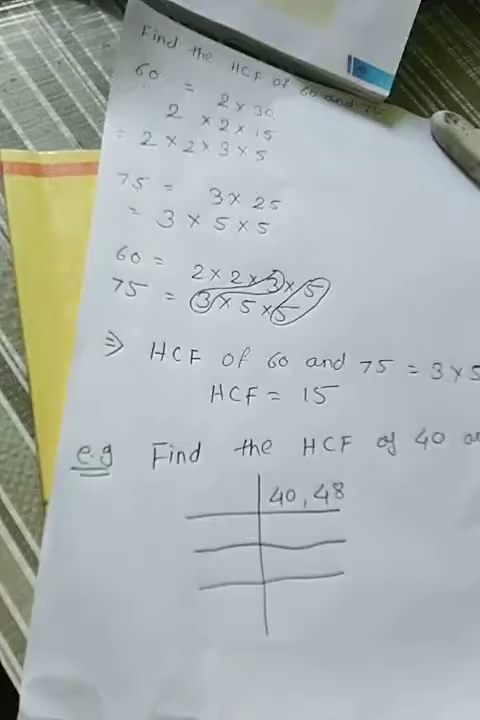 Find the HCF of 60 and 75
60 = 2 × 30
2 × 2 × 15
= 2 × 2 × 3 × 5
75 = 3 × 25
= 3 × 5 × 5
60 = 2 × 2 × 3 × 5
75 = 3 × 5 × 5
⇒ HCF of 60 and 75 = 3 × 5
HCF = 15
e.g Find the HCF of 40
40, 48